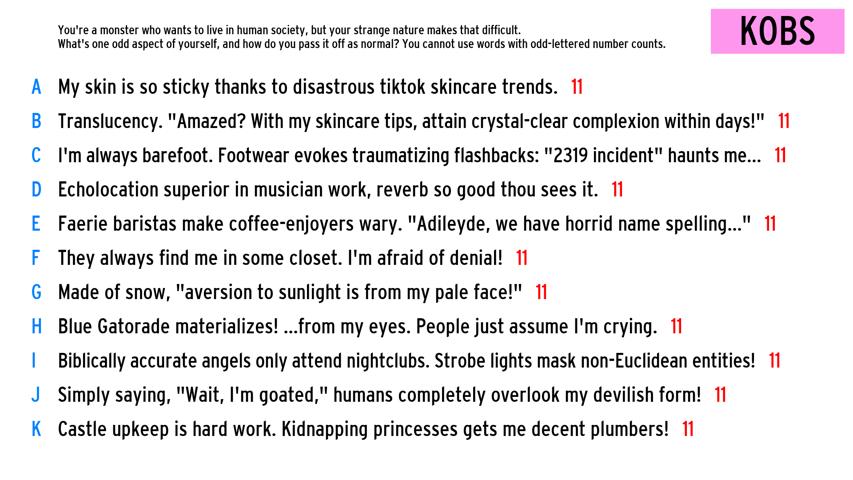 You're a monster who wants to live in human society, but your strange nature makes that difficult.
What's one odd aspect of yourself, and how do you pass it off as normal? You cannot use words with odd-lettered number counts.
KOBS
A My skin is so sticky thanks to disastrous tiktok skincare trends. 11
B Translucency. "Amazed? With my skincare tips, attain crystal-clear complexion within days!" 11
C I'm always barefoot. Footwear evokes traumatizing flashbacks: "2319 incident" haunts me... 11
D Echolocation superior in musician work, reverb so good thou sees it. 11
E Faerie baristas make coffee-enjoyers wary. "Adileyde, we have horrid name spelling..." 11
F They always find me in some closet. I'm afraid of denial! 11
G Made of snow, "aversion to sunlight is from my pale face!" 11
H Blue Gatorade materializes! ...from my eyes. People just assume I'm crying. 11
I Biblically accurate angels only attend nightclubs. Strobe lights mask non-Euclidean entities! 11
J Simply saying, "Wait, I'm goated," humans completely overlook my devilish form! 11
K Castle upkeep is hard work. Kidnapping princesses gets me decent plumbers! 11